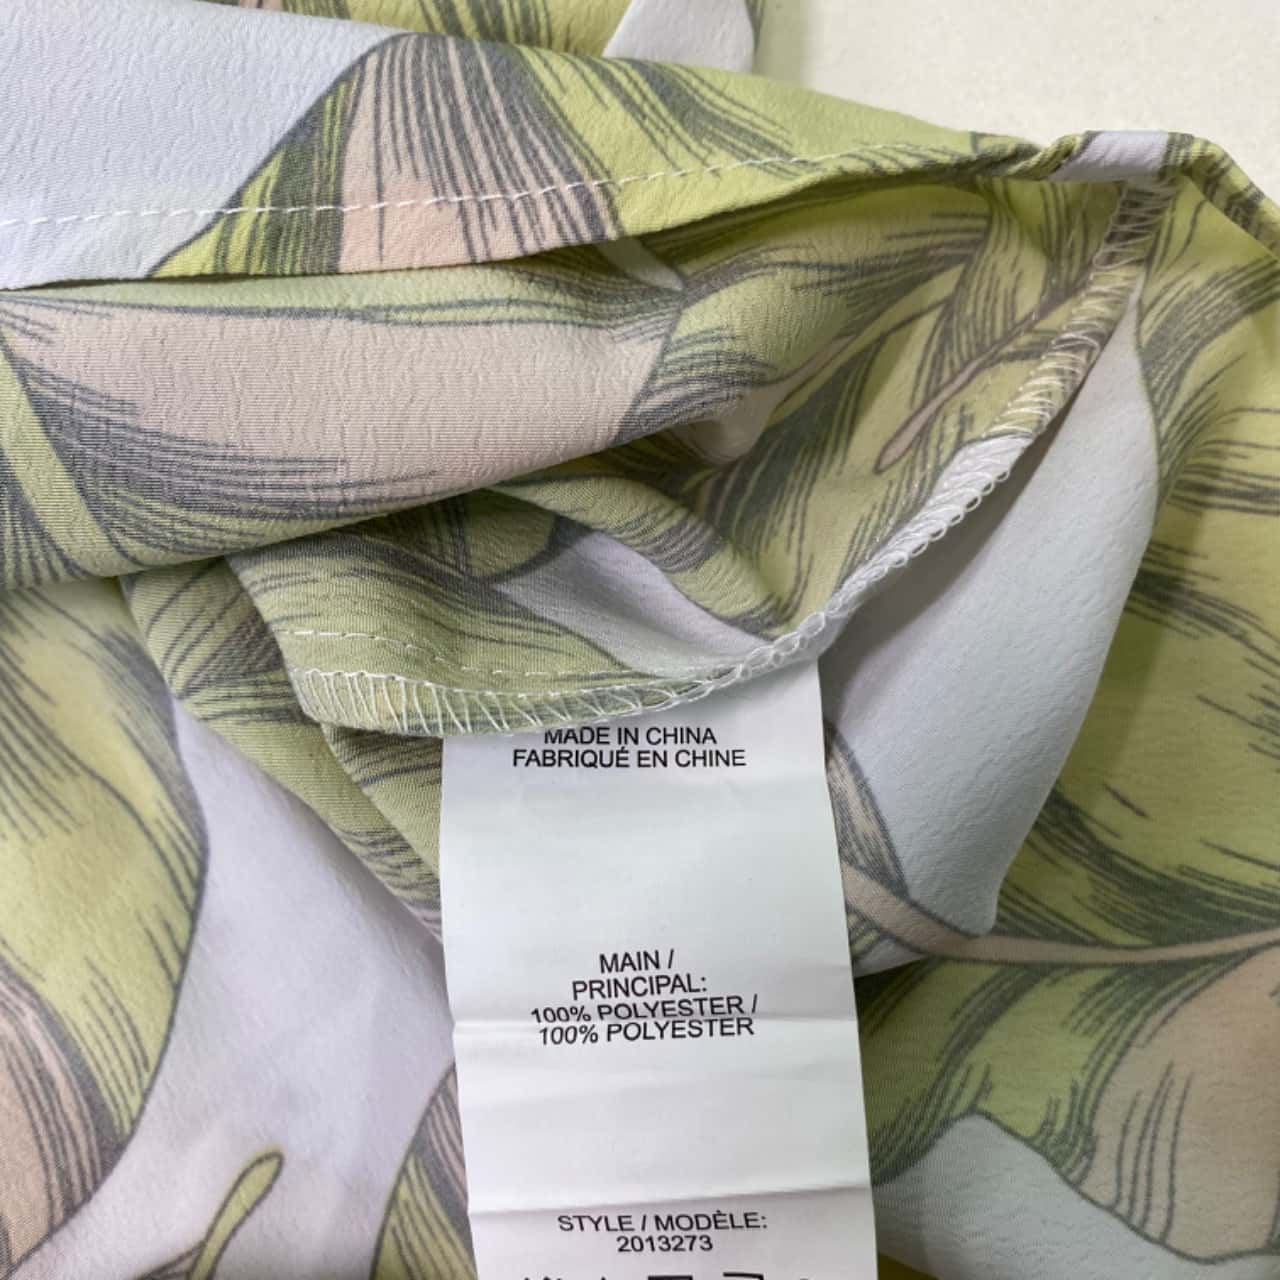 MADE IN CHINA
FABRIQUÉ EN CHINE
MAIN /
PRINCIPAL:
100% POLYESTER /
100% POLYESTER
STYLE / MODÈLE:
2013273